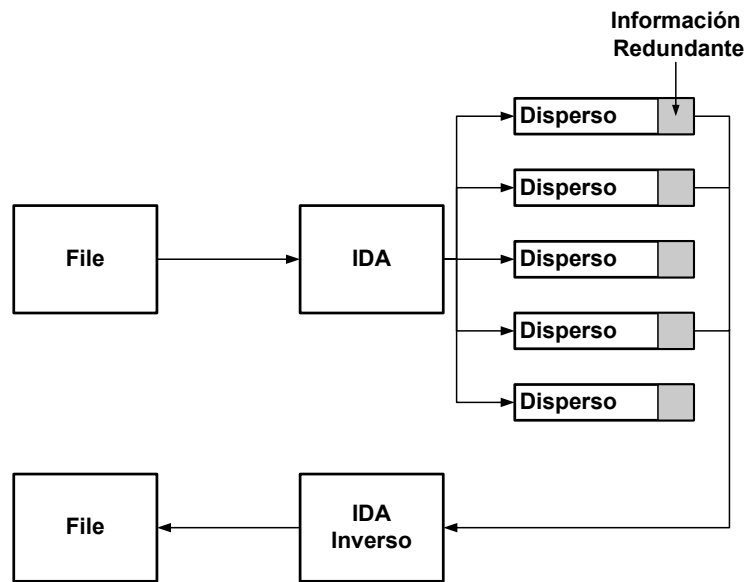 Información
Redundante
Disperso
Disperso
File
IDA
Disperso
Disperso
Disperso
File
IDA
Inverso